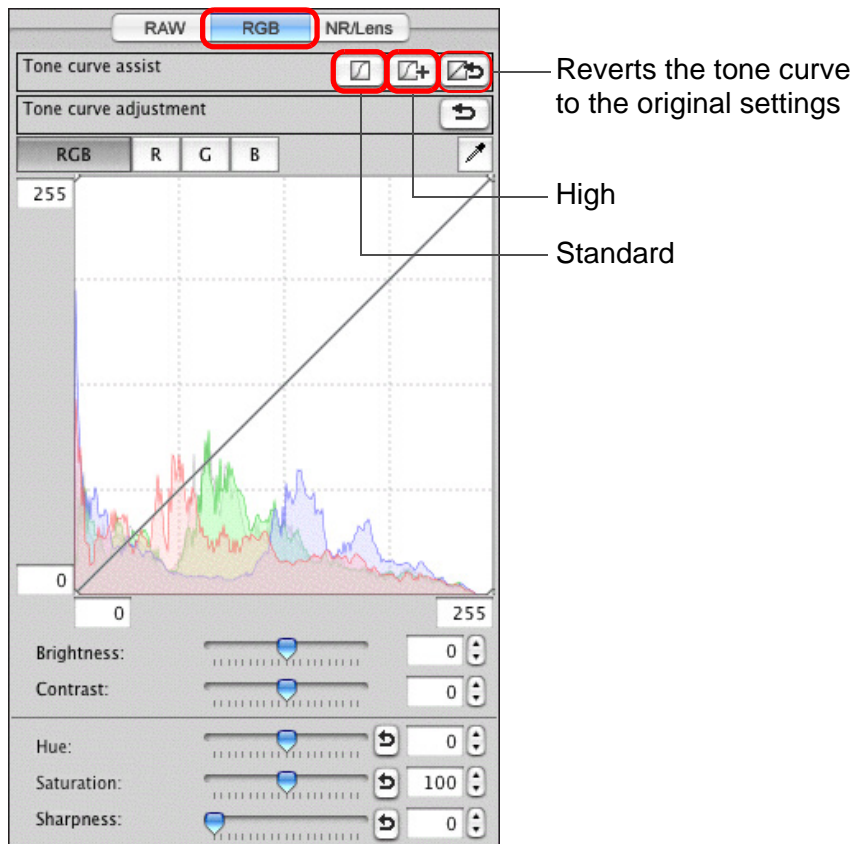 RAW RGB NR/Lens
Tone curve assist
Reverts the tone curve
to the original settings
Tone curve adjustment
RGB R G B
High
Standard
255
0
0 255
Brightness: 0
Contrast: 0
Hue: 0
Saturation: 100
Sharpness: 0